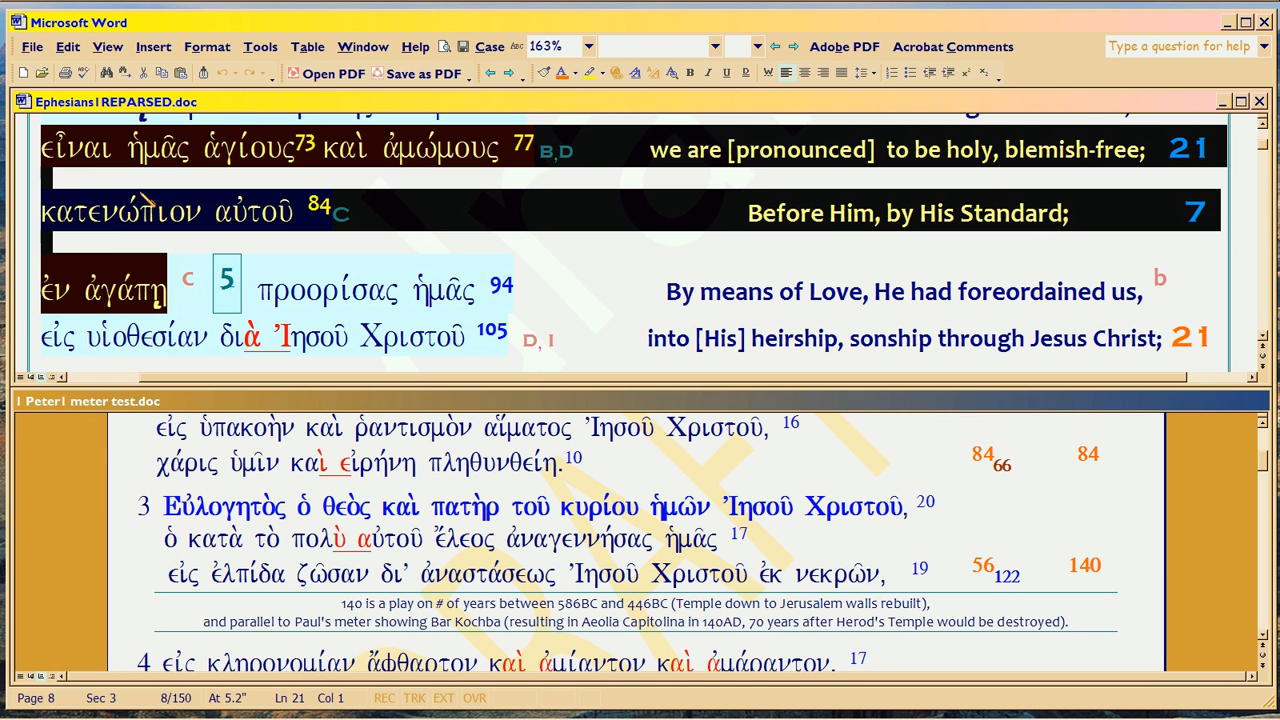 Microsoft Word
File Edit View Insert Format Tools Table Window Help Case ABC 163% Adobe PDF Acrobat Comments Type a question for help
Open PDF Save as PDF B I U D W
Ephesians1REPARSED.doc
εἶναι ἡμᾶς ἁγίους73 καὶ ἀμώμους 77 B,D we are [pronounced] to be holy, blemish-free; 21
κατενώπιον αὐτοῦ 84 C Before Him, by His Standard; 7
ἐν ἀγάπῃ c 5 προορίσας ἡμᾶς 94 By means of Love, He had foreordained us, b
εἰς υἱοθεσίαν διὰ Ἰησοῦ Χριστοῦ 105 D, I into [His] heirship, sonship through Jesus Christ; 21
1 Peter1 meter test.doc
εἰς ὑπακοὴν καὶ ῥαντισμὸν αἵματος Ἰησοῦ Χριστοῦ, 16
χάρις ὑμῖν καὶ εἰρήνη πληθυνθείη.10 84 66 84
3 Εὐλογητὸς ὁ θεὸς καὶ πατὴρ τοῦ κυρίου ἡμῶν Ἰησοῦ Χριστοῦ, 20
ὁ κατὰ τὸ πολὺ αὐτοῦ ἔλεος ἀναγεννήσας ἡμᾶς 17
εἰς ἐλπίδα ζῶσαν δι’ ἀναστάσεως Ἰησοῦ Χριστοῦ ἐκ νεκρῶν, 19 56 122 140
140 is a play on # of years between 586BC and 446BC (Temple down to Jerusalem walls rebuilt),
and parallel to Paul's meter showing Bar Kochba (resulting in Aeolia Capitolina in 140AD, 70 years after Herod's Temple would be destroyed).
4 εἰς κληρονομίαν ἄφθαρτον καὶ ἀμίαντον καὶ ἀμάραντον, 17
Page 8 Sec 3 8/150 At 5.2" Ln 21 Col 1 REC TRK EXT OVR